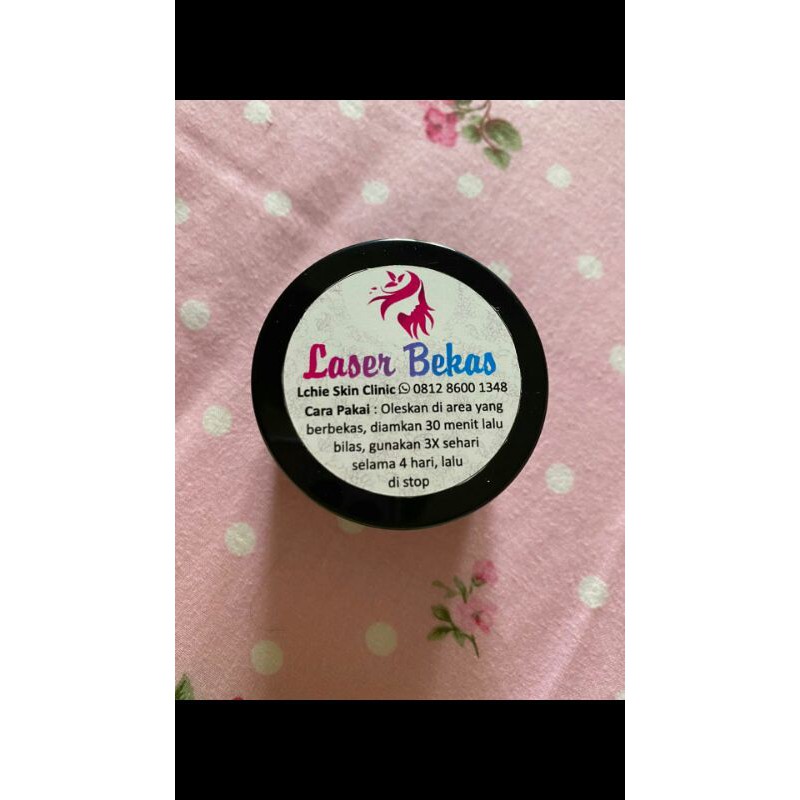 Laser Bekas
Lchie Skin Clinic 0812 8600 1348
Cara Pakai : Oleskan di area yang
berbekas, diamkan 30 menit lalu
bilas, gunakan 3X sehari
selama 4 hari, lalu
di stop